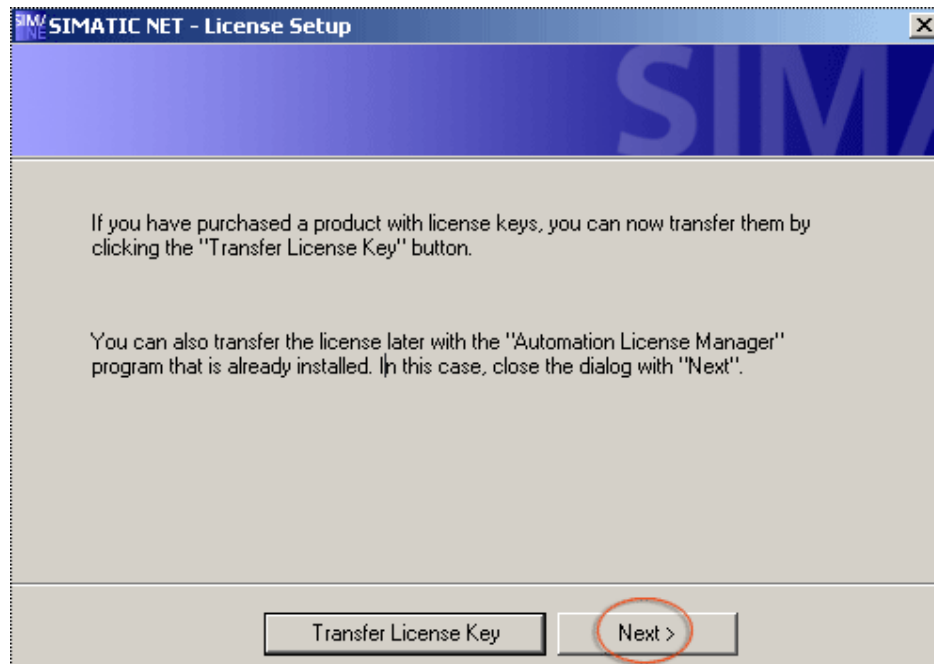 SIMATIC NET - License Setup
SIMA
If you have purchased a product with license keys, you can now transfer them by
clicking the "Transfer License Key" button.
You can also transfer the license later with the "Automation License Manager"
program that is already installed. In this case, close the dialog with "Next".
Transfer License Key
Next >